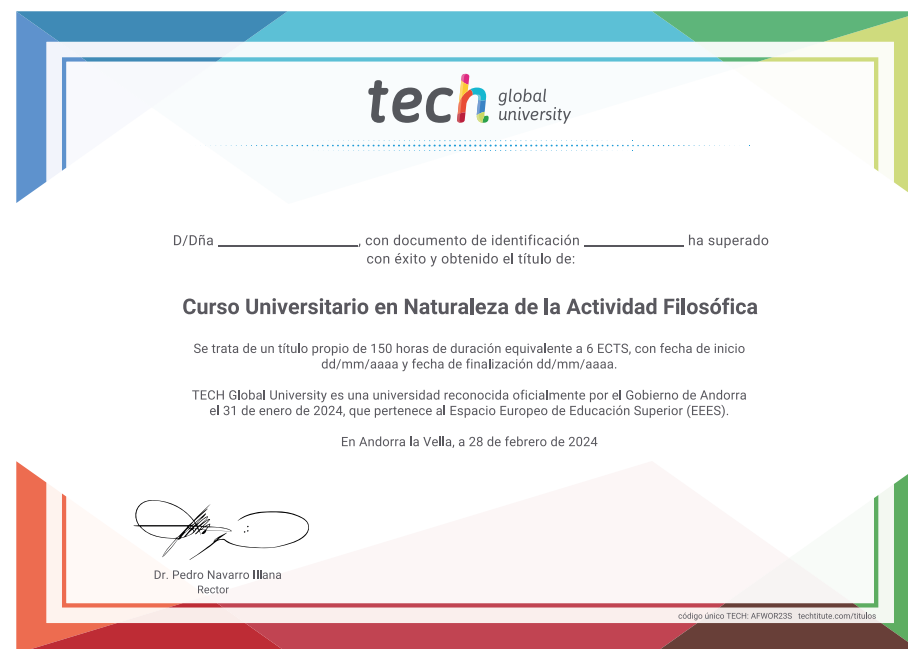 tech global
university
D/Dña ____________________, con documento de identificación ______________ ha superado
con éxito y obtenido el título de:
Curso Universitario en Naturaleza de la Actividad Filosófica
Se trata de un título propio de 150 horas de duración equivalente a 6 ECTS, con fecha de inicio
dd/mm/aaaa y fecha de finalización dd/mm/aaaa.
TECH Global University es una universidad reconocida oficialmente por el Gobierno de Andorra
el 31 de enero de 2024, que pertenece al Espacio Europeo de Educación Superior (EEES).
En Andorra la Vella, a 28 de febrero de 2024
Dr. Pedro Navarro Illana
Rector
código único TECH: AFWOR23S techtitute.com/titulos